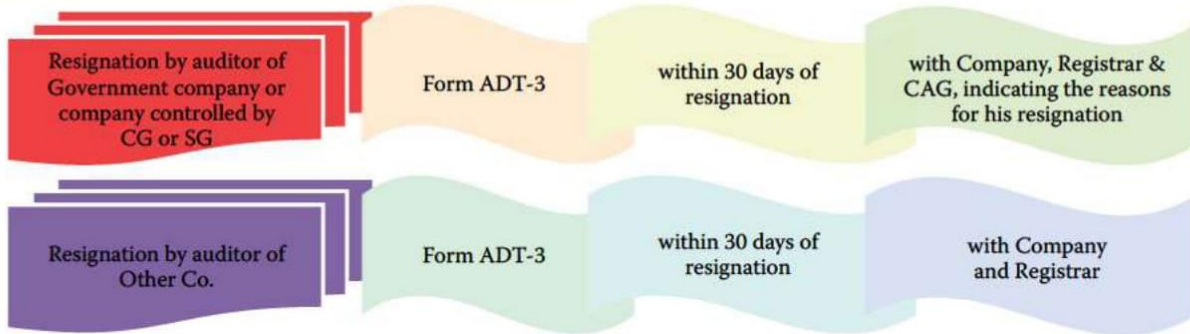 Resignation by auditor of
Government company or
company controlled by
CG or SG
Form ADT-3
within 30 days of
resignation
with Company, Registrar &
CAG, indicating the reasons
for his resignation
Resignation by auditor of
Other Co.
Form ADT-3
within 30 days of
resignation
with Company
and Registrar